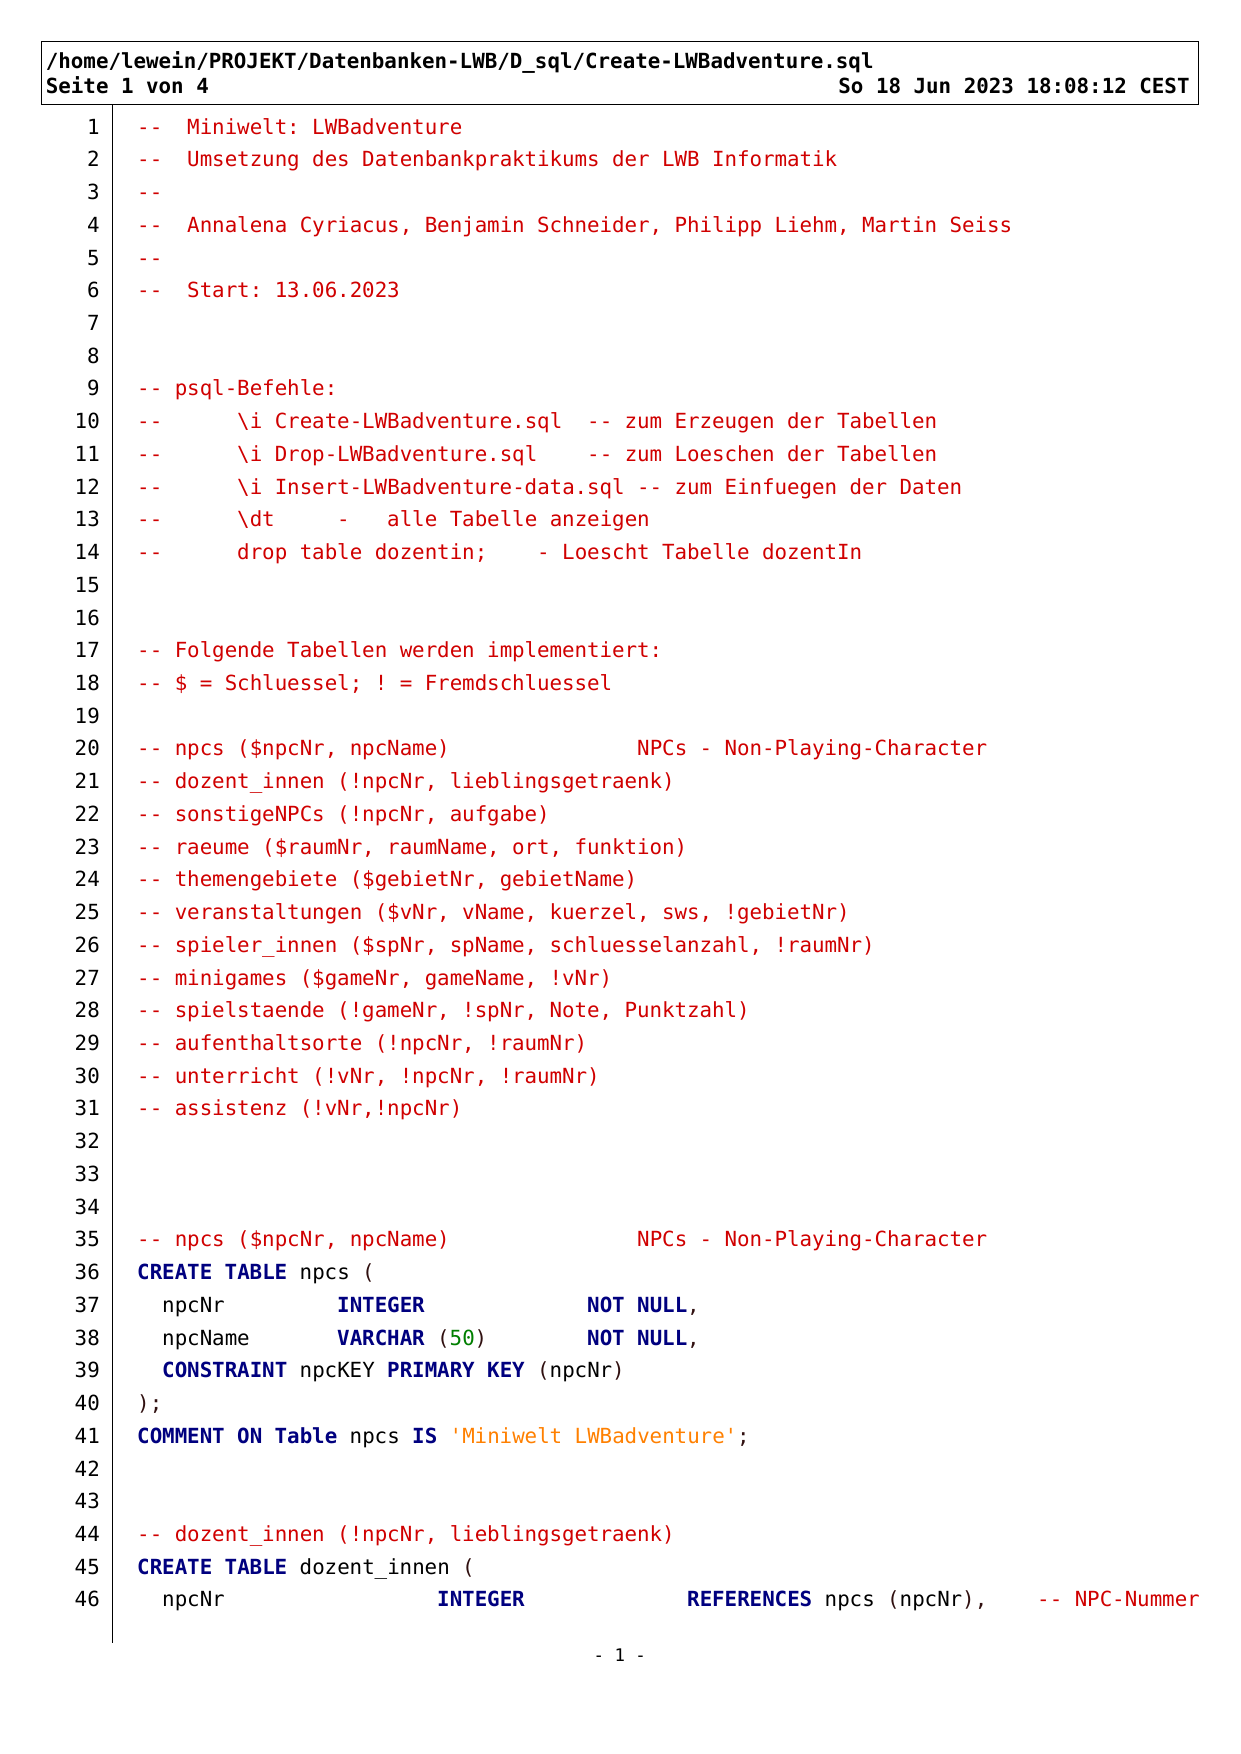 /home/lewein/PROJEKT/Datenbanken-LWB/D_sql/Create-LWBadventure.sql
Seite 1 von 4 So 18 Jun 2023 18:08:12 CEST
1 --  Miniwelt: LWBadventure
2 --  Umsetzung des Datenbankpraktikums der LWB Informatik
3 --
4 --  Annalena Cyriacus, Benjamin Schneider, Philipp Liehm, Martin Seiss
5 --
6 --  Start: 13.06.2023
7
8
9 -- psql-Befehle:
10 --      \i Create-LWBadventure.sql  -- zum Erzeugen der Tabellen
11 --      \i Drop-LWBadventure.sql    -- zum Loeschen der Tabellen
12 --      \i Insert-LWBadventure-data.sql -- zum Einfuegen der Daten
13 --      \dt     -   alle Tabelle anzeigen
14 --      drop table dozentin;    - Loescht Tabelle dozentIn
15
16
17 -- Folgende Tabellen werden implementiert:
18 -- $ = Schluessel; ! = Fremdschluessel
19
20 -- npcs ($npcNr, npcName)               NPCs - Non-Playing-Character
21 -- dozent_innen (!npcNr, lieblingsgetraenk)
22 -- sonstigeNPCs (!npcNr, aufgabe)
23 -- raeume ($raumNr, raumName, ort, funktion)
24 -- themengebiete ($gebietNr, gebietName)
25 -- veranstaltungen ($vNr, vName, kuerzel, sws, !gebietNr)
26 -- spieler_innen ($spNr, spName, schluesselanzahl, !raumNr)
27 -- minigames ($gameNr, gameName, !vNr)
28 -- spielstaende (!gameNr, !spNr, Note, Punktzahl)
29 -- aufenthaltsorte (!npcNr, !raumNr)
30 -- unterricht (!vNr, !npcNr, !raumNr)
31 -- assistenz (!vNr,!npcNr)
32
33
34
35 -- npcs ($npcNr, npcName)               NPCs - Non-Playing-Character
36 CREATE TABLE npcs (
37   npcNr         INTEGER             NOT NULL,
38   npcName       VARCHAR (50)        NOT NULL,
39   CONSTRAINT npcKEY PRIMARY KEY (npcNr)
40 );
41 COMMENT ON Table npcs IS 'Miniwelt LWBadventure';
42
43
44 -- dozent_innen (!npcNr, lieblingsgetraenk)
45 CREATE TABLE dozent_innen (
46   npcNr                 INTEGER             REFERENCES npcs (npcNr),    -- NPC-Nummer
- 1 -